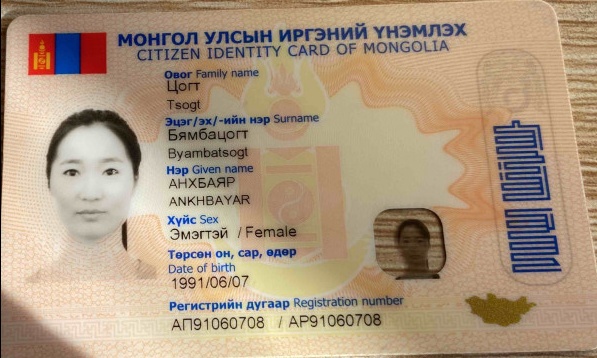 МОНГОЛ УЛСЫН ИРГЭНИЙ ҮНЭМЛЭХ
CITIZEN IDENTITY CARD OF MONGOLIA
Овог Family name
Цогт
Tsogt
Эцэг/эх/-ийн нэр Surname
Бямбацогт
Byambatsogt
Нэр Given name
АНХБАЯР
ANKHBAYAR
Хүйс Sex
Эмэгтэй / Female
Төрсөн он, сар, өдөр
Date of birth
1991/06/07
Регистрийн дугаар Registration number
АП91060708 / AP91060708